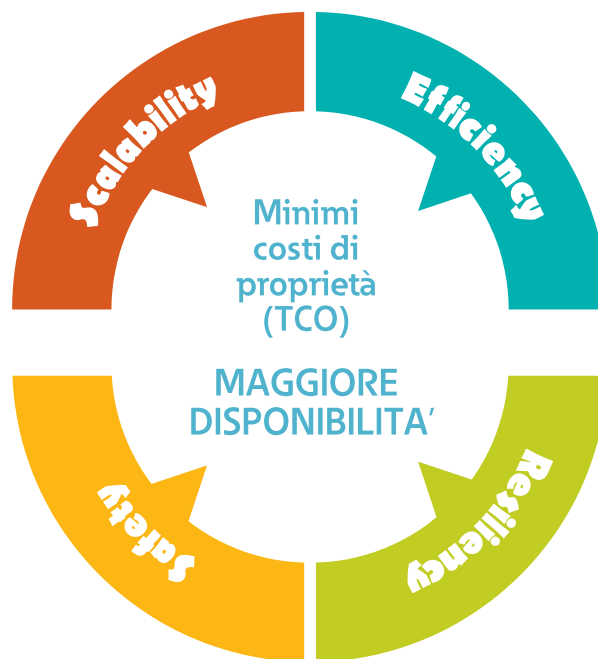 Scalability
Efficiency
Minimi
costi di
proprietà
(TCO)
MAGGIORE
DISPONIBILITA’
Safety
Resiliency